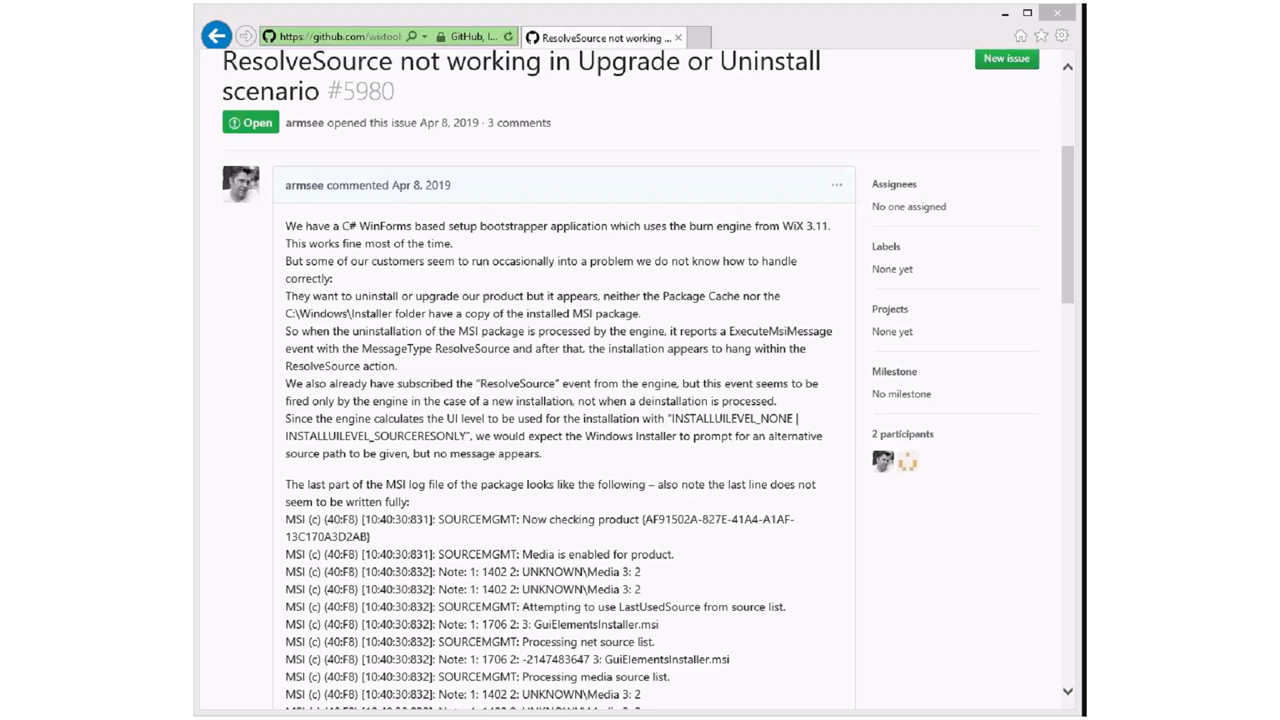 https://github.com/wixtool
GitHub, I...
ResolveSource not working ...
ResolveSource not working in Upgrade or Uninstall
scenario #5980
New issue
Open armsee opened this issue Apr 8, 2019 · 3 comments
armsee commented Apr 8, 2019
We have a C# WinForms based setup bootstrapper application which uses the burn engine from WiX 3.11.
This works fine most of the time.
But some of our customers seem to run occasionally into a problem we do not know how to handle
correctly:
They want to uninstall or upgrade our product but it appears, neither the Package Cache nor the
C:\Windows\Installer folder have a copy of the installed MSI package.
So when the uninstallation of the MSI package is processed by the engine, it reports a ExecuteMsiMessage
event with the MessageType ResolveSource and after that, the installation appears to hang within the
ResolveSource action.
We also already have subscribed the "ResolveSource" event from the engine, but this event seems to be
fired only by the engine in the case of a new installation, not when a deinstallation is processed.
Since the engine calculates the UI level to be used for the installation with "INSTALLUILEVEL_NONE |
INSTALLUILEVEL_SOURCERESONLY", we would expect the Windows Installer to prompt for an alternative
source path to be given, but no message appears.
The last part of the MSI log file of the package looks like the following – also note the last line does not
seem to be written fully:
MSI (c) (40:F8) [10:40:30:831]: SOURCEMGMT: Now checking product {AF91502A-827E-41A4-A1AF-
13C170A3D2AB}
MSI (c) (40:F8) [10:40:30:831]: SOURCEMGMT: Media is enabled for product.
MSI (c) (40:F8) [10:40:30:832]: Note: 1: 1402 2: UNKNOWN\Media 3: 2
MSI (c) (40:F8) [10:40:30:832]: Note: 1: 1402 2: UNKNOWN\Media 3: 2
MSI (c) (40:F8) [10:40:30:832]: SOURCEMGMT: Attempting to use LastUsedSource from source list.
MSI (c) (40:F8) [10:40:30:832]: Note: 1: 1706 2: 3: GuiElementsInstaller.msi
MSI (c) (40:F8) [10:40:30:832]: SOURCEMGMT: Processing net source list.
MSI (c) (40:F8) [10:40:30:832]: Note: 1: 1706 2: -2147483647 3: GuiElementsInstaller.msi
MSI (c) (40:F8) [10:40:30:832]: SOURCEMGMT: Processing media source list.
MSI (c) (40:F8) [10:40:30:832]: Note: 1: 1402 2: UNKNOWN\Media 3: 2
Assignees
No one assigned
Labels
None yet
Projects
None yet
Milestone
No milestone
2 participants